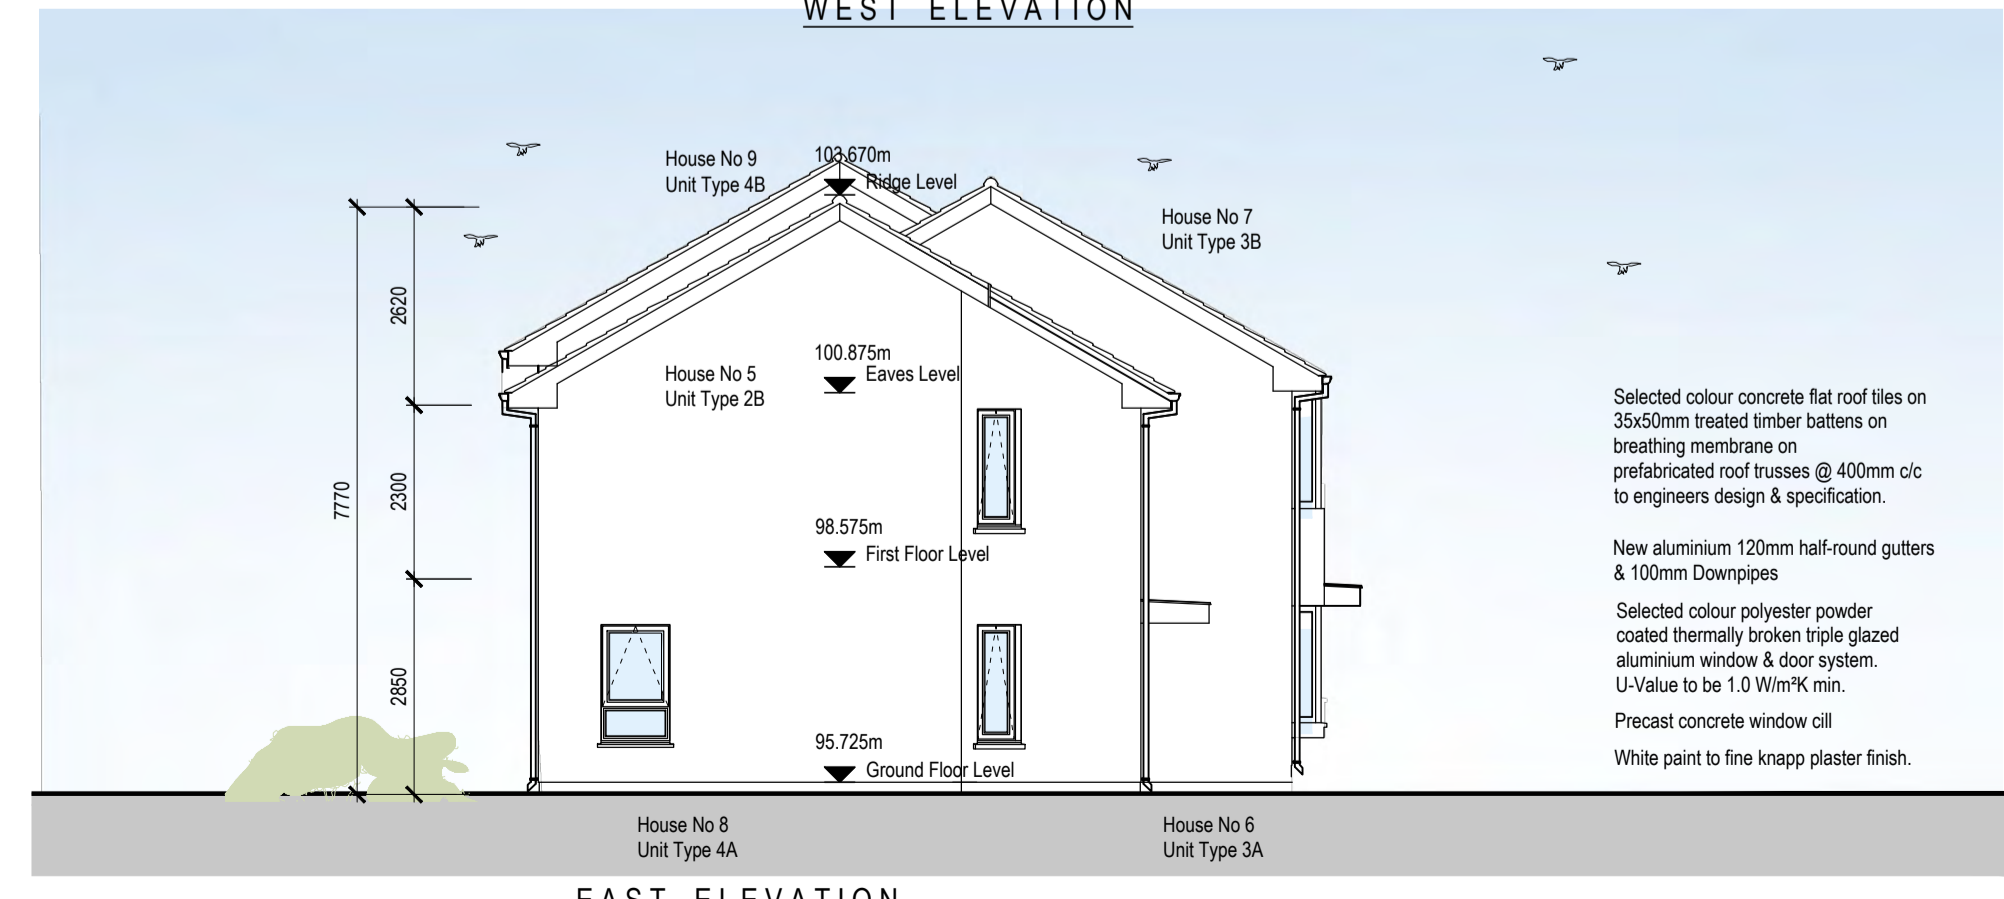 WEST ELEVATION
House No 9
Unit Type 4B
103.670m
Ridge Level
House No 7
Unit Type 3B
2620
100.875m
Eaves Level
House No 5
Unit Type 2B
7770
2300
98.575m
First Floor Level
2850
95.725m
Ground Floor Level
Selected colour concrete flat roof tiles on
35x50mm treated timber battens on
breathing membrane on
prefabricated roof trusses @ 400mm c/c
to engineers design & specification.
New aluminium 120mm half-round gutters
& 100mm Downpipes
Selected colour polyester powder
coated thermally broken triple glazed
aluminium window & door system.
U-Value to be 1.0 W/m²K min.
Precast concrete window cill
White paint to fine knapp plaster finish.
House No 8
Unit Type 4A
House No 6
Unit Type 3A
EAST ELEVATION